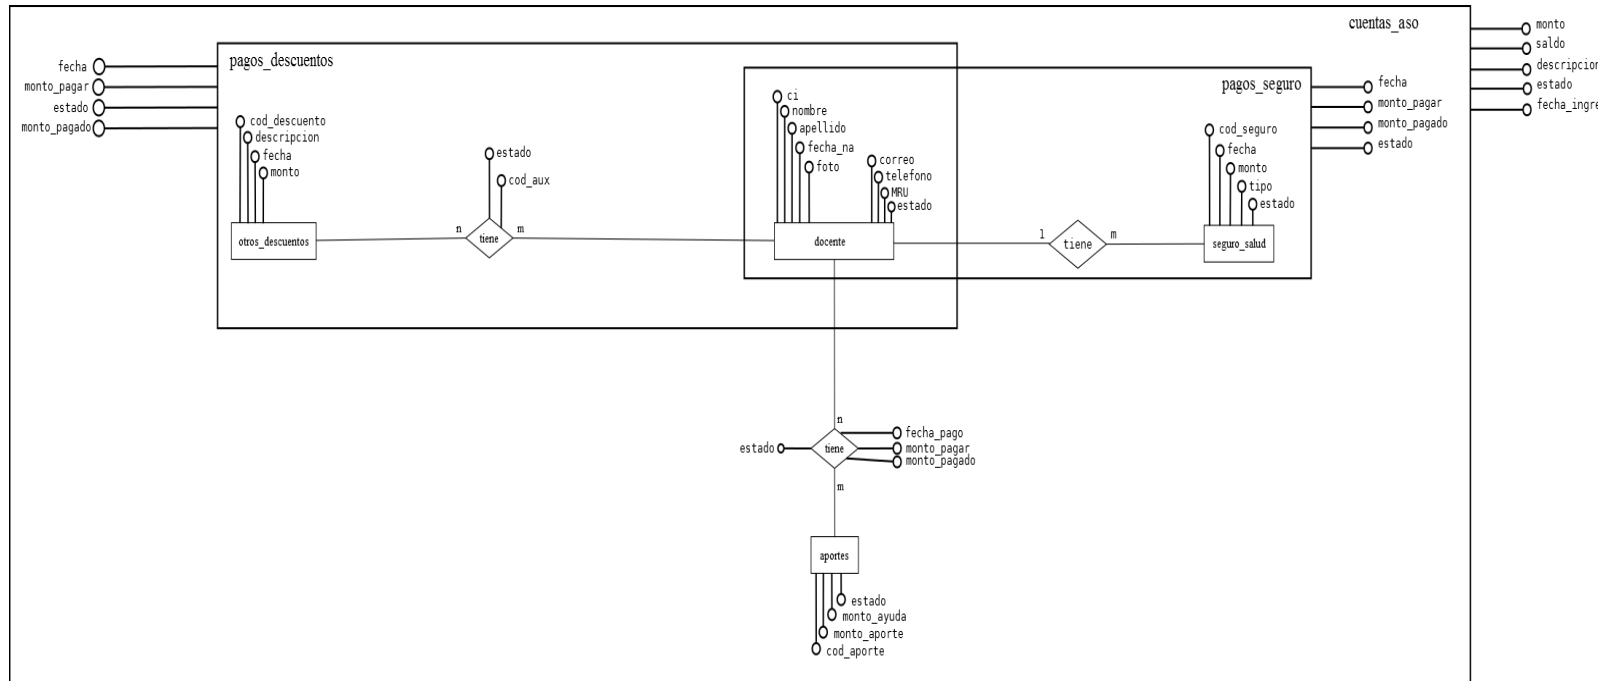 cuentas_aso
monto
saldo
descripcion
estado
fecha_ingre
pagos_descuentos
fecha
monto_pagar
estado
monto_pagado
cod_descuento
descripcion
fecha
monto
otros_descuentos
estado
cod_aux
n
tiene
m
ci
nombre
apellido
fecha_na
foto
correo
telefono
MRU
estado
docente
pagos_seguro
fecha
monto_pagar
monto_pagado
estado
cod_seguro
fecha
monto
tipo
estado
l
tiene
m
seguro_salud
n
estado
tiene
fecha_pago
monto_pagar
monto_pagado
m
aportes
estado
monto_ayuda
monto_aporte
cod_aporte